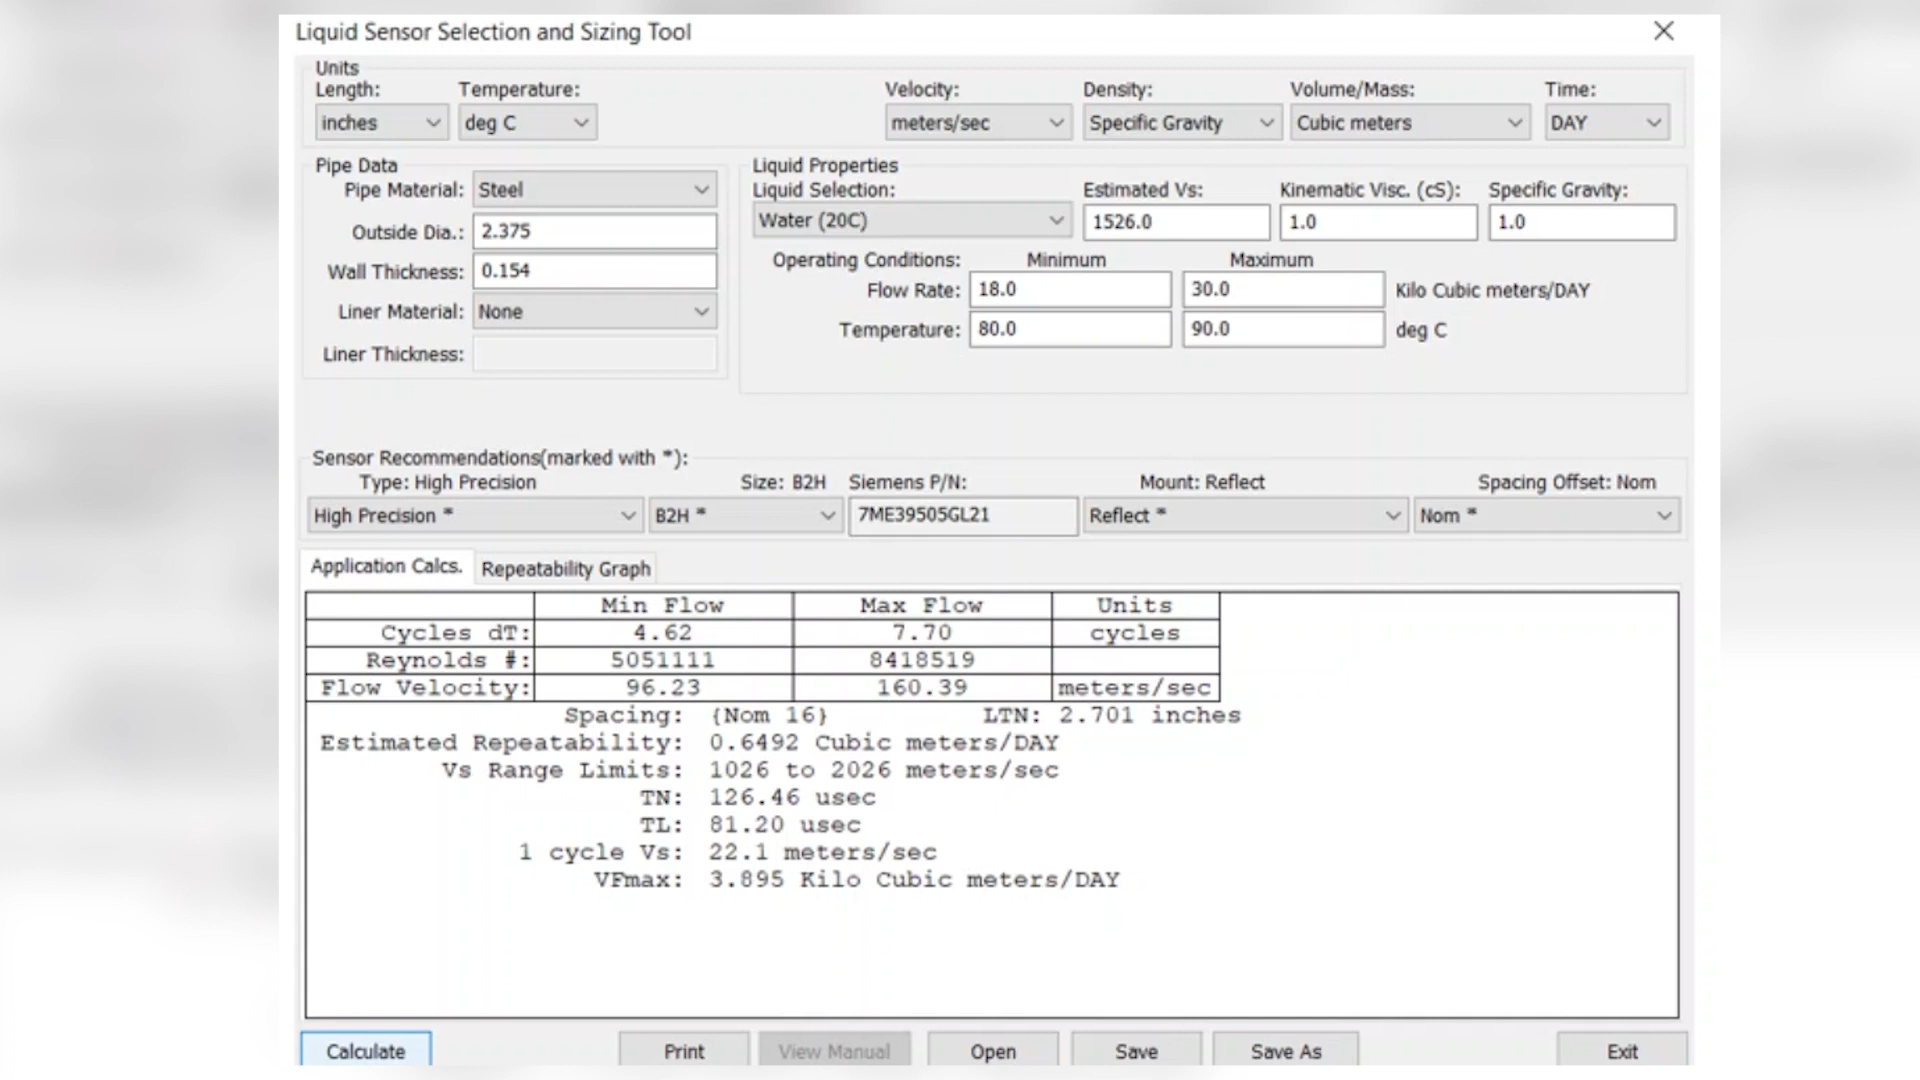 Liquid Sensor Selection and Sizing Tool
Units
Length: Temperature: Velocity: Density: Volume/Mass: Time:
inches deg C meters/sec Specific Gravity Cubic meters DAY
Pipe Data
Pipe Material: Steel
Outside Dia.: 2.375
Wall Thickness: 0.154
Liner Material: None
Liner Thickness:
Liquid Properties
Liquid Selection: Estimated Vs: Kinematic Visc. (cS): Specific Gravity:
Water (20C) 1526.0 1.0 1.0
Operating Conditions: Minimum Maximum
Flow Rate: 18.0 30.0 Kilo Cubic meters/DAY
Temperature: 80.0 90.0 deg C
Sensor Recommendations(marked with *):
Type: High Precision Size: B2H Siemens P/N: Mount: Reflect Spacing Offset: Nom
High Precision * B2H * 7ME39505GL21 Reflect * Nom *
Application Calcs. Repeatability Graph
Min Flow Max Flow Units
Cycles dT: 4.62 7.70 cycles
Reynolds #: 5051111 8418519
Flow Velocity: 96.23 160.39 meters/sec
Spacing: {Nom 16} LTN: 2.701 inches
Estimated Repeatability: 0.6492 Cubic meters/DAY
Vs Range Limits: 1026 to 2026 meters/sec
TN: 126.46 usec
TL: 81.20 usec
1 cycle Vs: 22.1 meters/sec
VFmax: 3.895 Kilo Cubic meters/DAY
Calculate Print View Manual Open Save Save As Exit